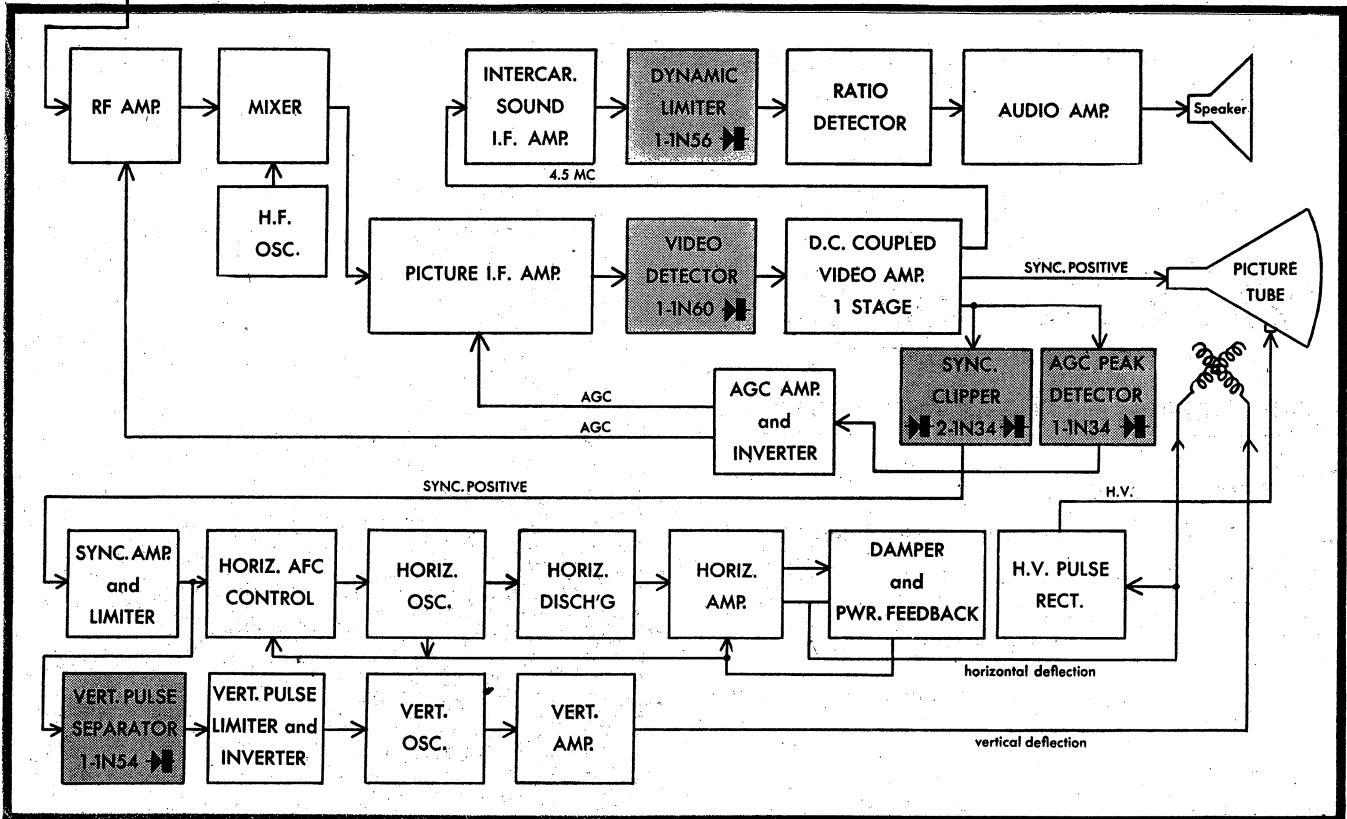 RF AMP.
MIXER
H.F.
OSC.
INTERCAR.
SOUND
I.F. AMP.
DYNAMIC
LIMITER
1-1N56
RATIO
DETECTOR
AUDIO AMP.
Speaker
4.5 MC
PICTURE I.F. AMP.
VIDEO
DETECTOR
1-1N60
D.C. COUPLED
VIDEO AMP.
1 STAGE
SYNC. POSITIVE
PICTURE
TUBE
SYNC.
CLIPPER
2-1N34
AGC PEAK
DETECTOR
1-1N34
AGC AMP.
and
INVERTER
AGC
AGC
SYNC. POSITIVE
H.V.
SYNC. AMP.
and
LIMITER
HORIZ. AFC
CONTROL
HORIZ.
OSC.
HORIZ.
DISCH'G
HORIZ.
AMP.
DAMPER
and
PWR. FEEDBACK
H.V. PULSE
RECT.
horizontal deflection
VERT. PULSE
SEPARATOR
1-1N54
VERT. PULSE
LIMITER and
INVERTER
VERT.
OSC.
VERT.
AMP.
vertical deflection